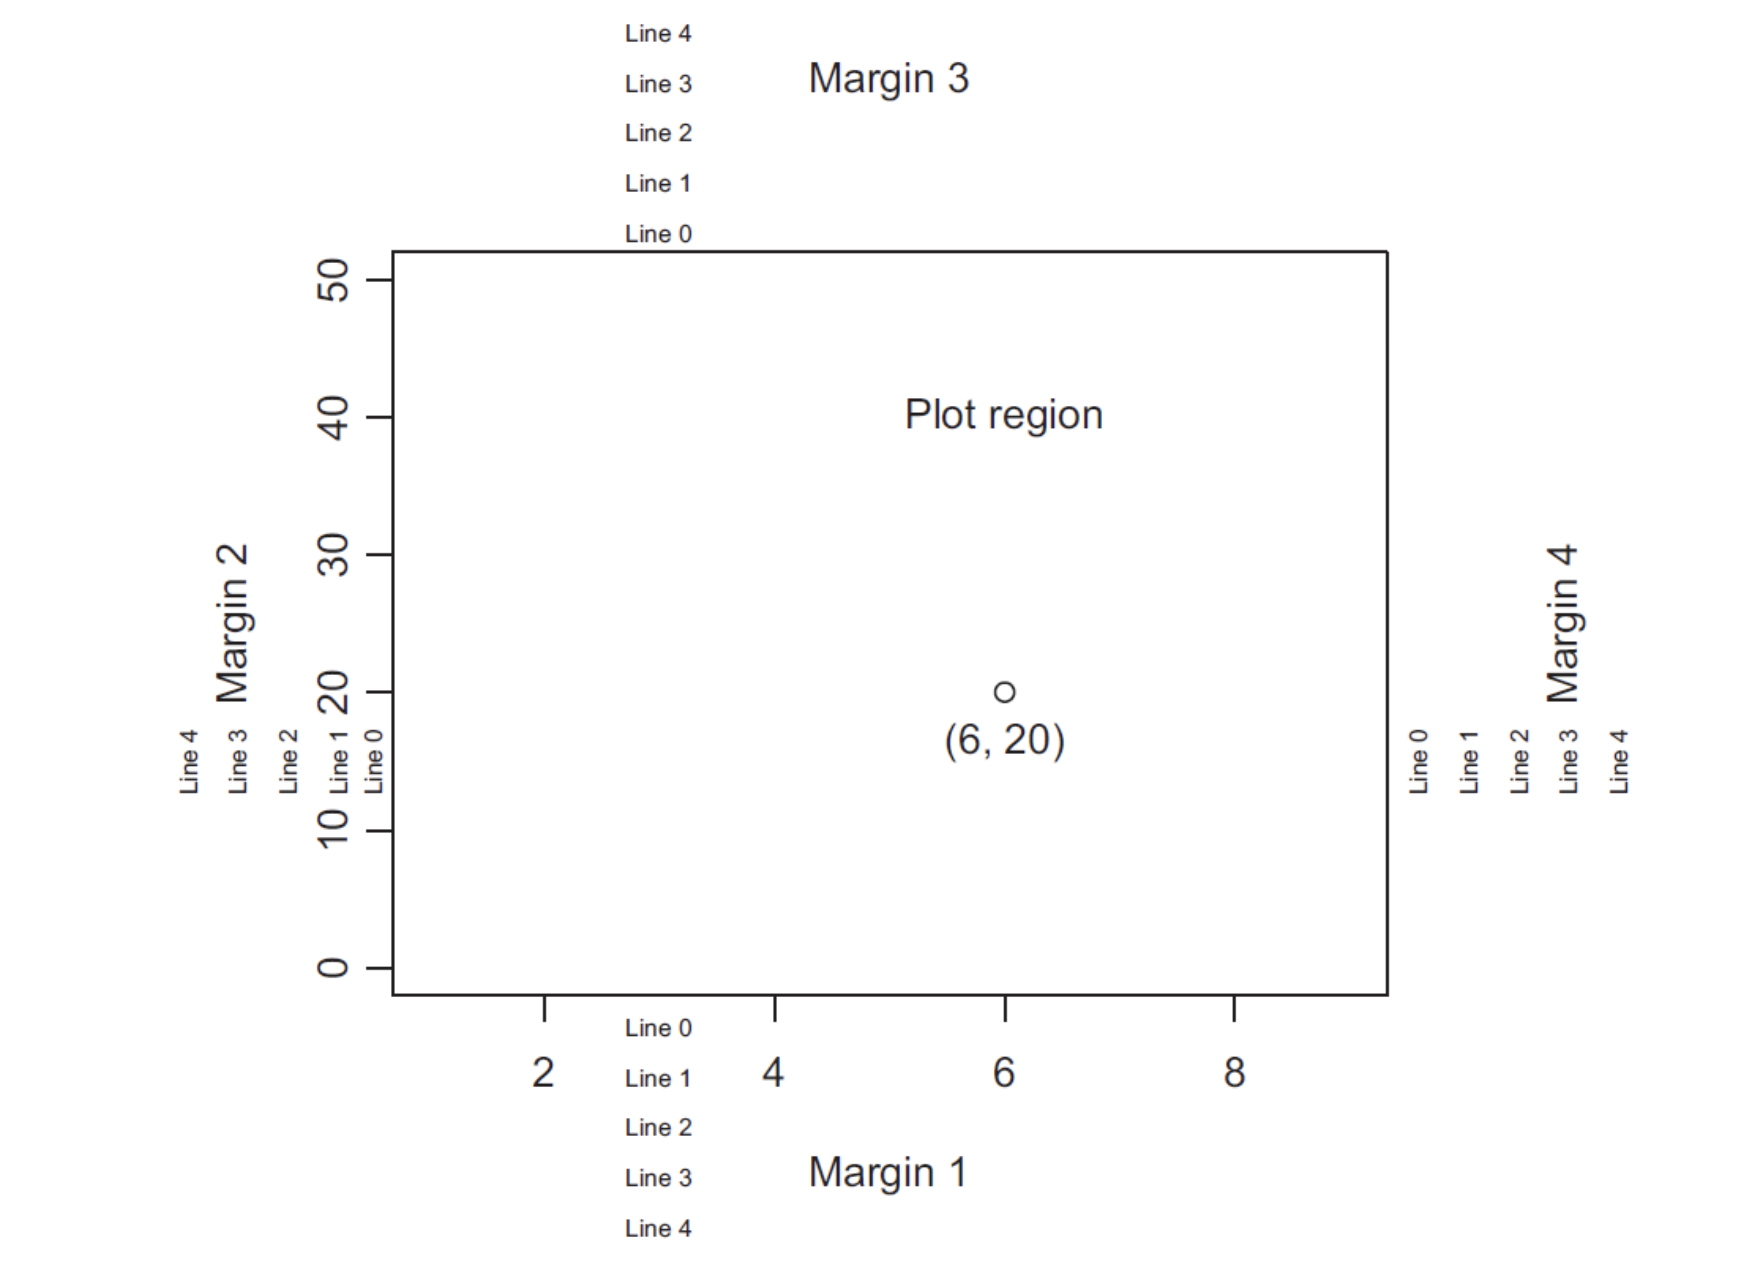 Line 4
Line 3
Margin 3
Line 2
Line 1
Line 0
50
40
30
20
10
0
Margin 2
Line 4
Line 3
Line 2
Line 1
Line 0
Plot region
(6, 20)
Margin 4
Line 0
Line 1
Line 2
Line 3
Line 4
Line 0
2
4
6
8
Line 1
Line 2
Line 3
Margin 1
Line 4